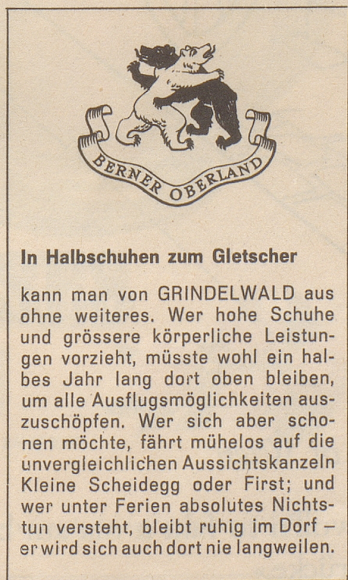 BERNER OBERLAND
In Halbschuhen zum Gletscher
kann man von GRINDELWALD aus
ohne weiteres. Wer hohe Schuhe
und grössere körperliche Leistun-
gen vorzieht, müsste wohl ein hal-
bes Jahr lang dort oben bleiben,
um alle Ausflugsmöglichkeiten aus-
zuschöpfen. Wer sich aber scho-
nen möchte, fährt mühelos auf die
unvergleichlichen Aussichtskanzeln
Kleine Scheidegg oder First; und
wer unter Ferien absolutes Nichts-
tun versteht, bleibt ruhig im Dorf –
er wird sich auch dort nie langweilen.